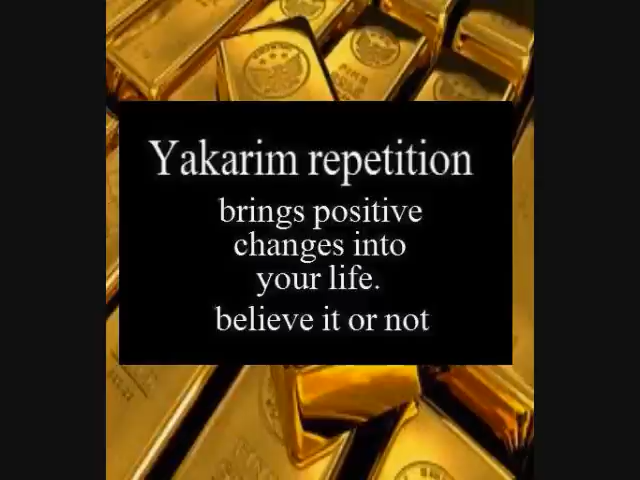 Yakarim repetition
brings positive
changes into
your life.
believe it or not